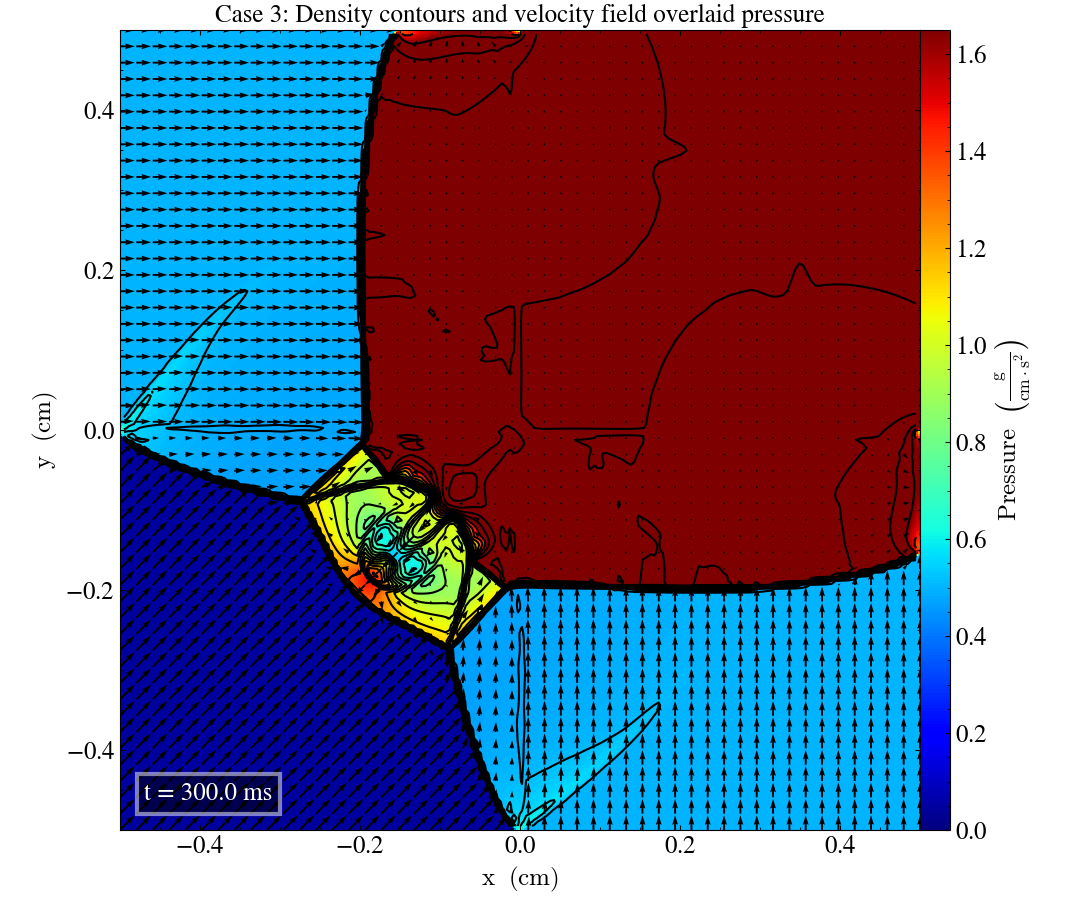 Case 3: Density contours and velocity field overlaid pressure
0.4
0.2
0.0
−0.2
−0.4
y (cm)
t = 300.0 ms
−0.4 −0.2 0.0 0.2 0.4
x (cm)
1.6
1.4
1.2
1.0
0.8
0.6
0.4
0.2
0.0
Pressure (g / cm · s²)